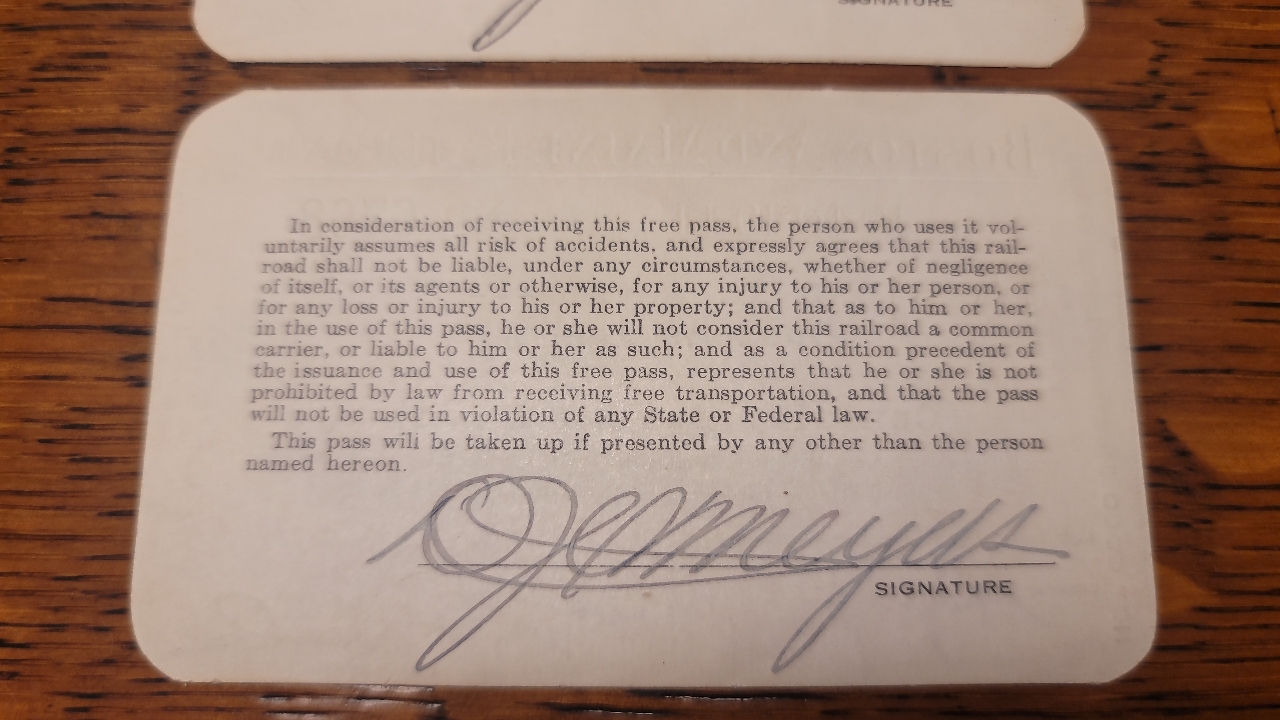 SIGNATURE
In consideration of receiving this free pass, the person who uses it vol-
untarily assumes all risk of accidents, and expressly agrees that this rail-
road shall not be liable, under any circumstances, whether of negligence
of itself, or its agents or otherwise, for any injury to his or her person, or
for any loss or injury to his or her property; and that as to him or her,
in the use of this pass, he or she will not consider this railroad a common
carrier, or liable to him or her as such; and as a condition precedent of
the issuance and use of this free pass, represents that he or she is not
prohibited by law from receiving free transportation, and that the pass
will not be used in violation of any State or Federal law.
This pass will be taken up if presented by any other than the person
named hereon.
SIGNATURE